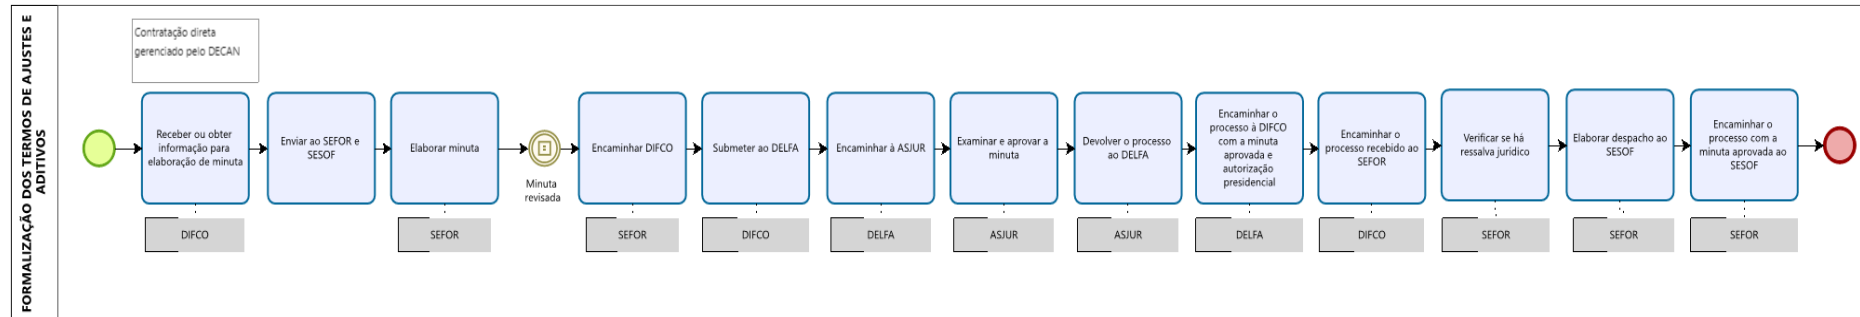 FORMALIZAÇÃO DOS TERMOS DE AJUSTES E
ADITIVOS
Contratação direta
gerenciado pelo DECAN
Receber ou obter
informação para
elaboração de minuta
DIFCO
Enviar ao SEFOR e
SESOF
Elaborar minuta
SEFOR
Minuta
revisada
Encaminhar DIFCO
SEFOR
Submeter ao DELFA
DIFCO
Encaminhar à ASJUR
DELFA
Examinar e aprovar a
minuta
ASJUR
Devolver o processo
ao DELFA
ASJUR
Encaminhar o
processo à DIFCO
com a minuta
aprovada e
autorização
presidencial
DELFA
Encaminhar o
processo recebido ao
SEFOR
DIFCO
Verificar se há
ressalva jurídico
SEFOR
Elaborar despacho ao
SESOF
SEFOR
Encaminhar o
processo com a
minuta aprovada ao
SESOF
SEFOR